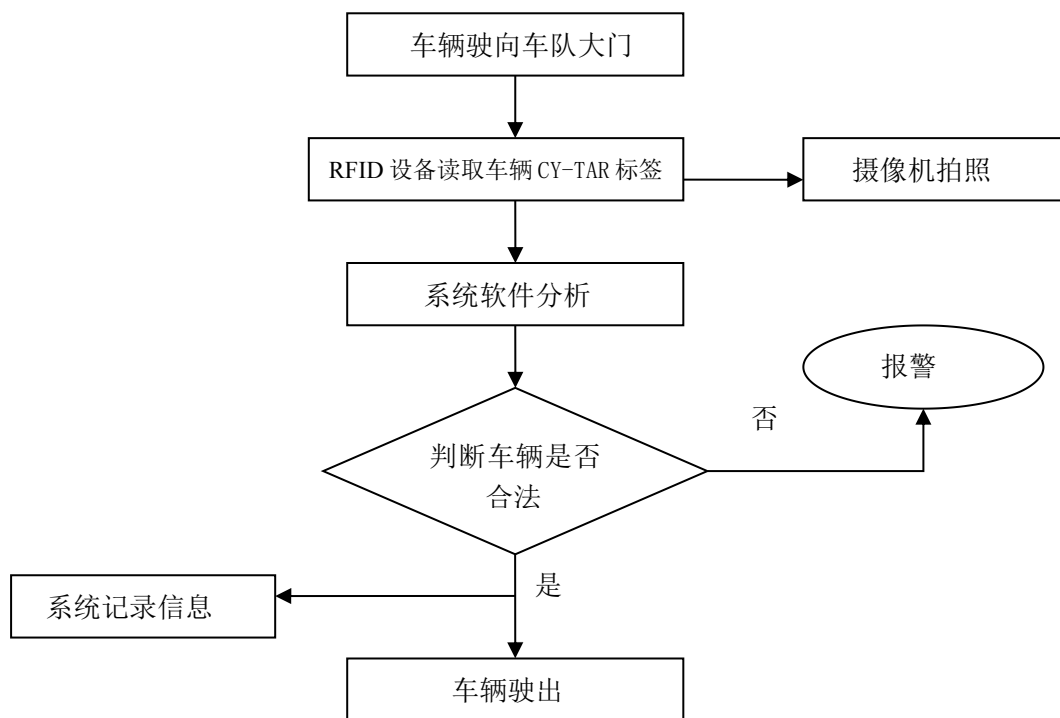 车辆驶向车队大门
RFID 设备读取车辆 CY-TAR 标签
摄像机拍照
系统软件分析
报警
否
判断车辆是否
合法
是
系统记录信息
车辆驶出